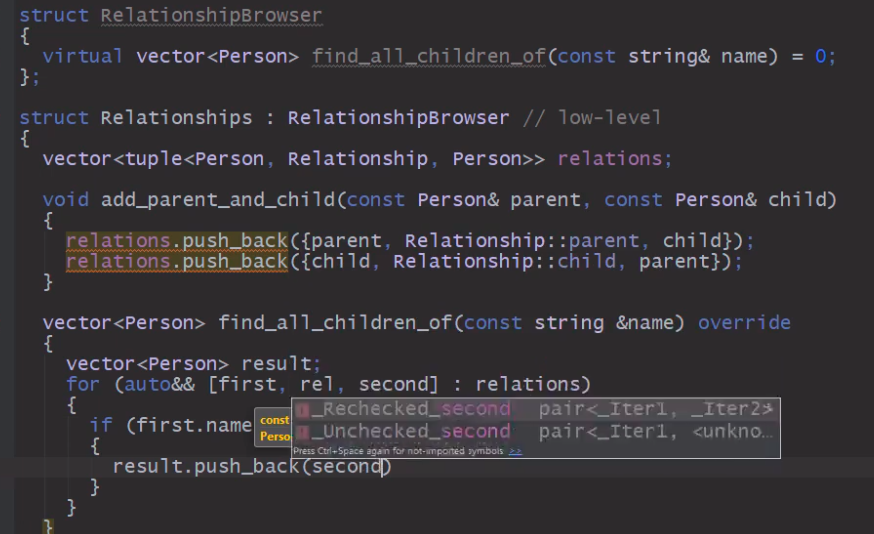 struct RelationshipBrowser
{
  virtual vector<Person> find_all_children_of(const string& name) = 0;
};

struct Relationships : RelationshipBrowser // low-level
{
  vector<tuple<Person, Relationship, Person>> relations;

  void add_parent_and_child(const Person& parent, const Person& child)
  {
    relations.push_back({parent, Relationship::parent, child});
    relations.push_back({child, Relationship::child, parent});
  }

  vector<Person> find_all_children_of(const string &name) override
  {
    vector<Person> result;
    for (auto&& [first, rel, second] : relations)
    {
_Rechecked_second pair<_Iter1, _Iter2>
      if (first.name
const
Perso
_Unchecked_second pair<_Iter1, <unkno...
      {
Press Ctrl+Space again for not-imported symbols >>
        result.push_back(second)
      }
    }
  }